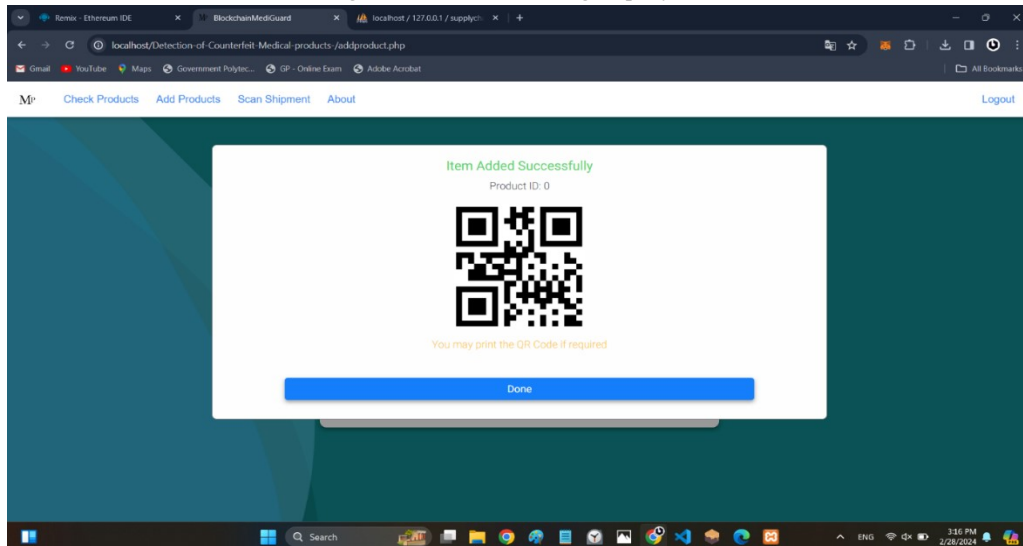 Remix - Ethereum IDE
BlockchainMediGuard
localhost / 127.0.0.1 / supplych
localhost/Detection-of-Counterfeit-Medical-products-/addproduct.php
Gmail
YouTube
Maps
Government Polytec...
GP - Online Exam
Adobe Acrobat
All Bookmarks
Check Products
Add Products
Scan Shipment
About
Logout
Item Added Successfully
Product ID: 0
You may print the QR Code if required
Done
Search
ENG
3:16 PM
2/28/2024